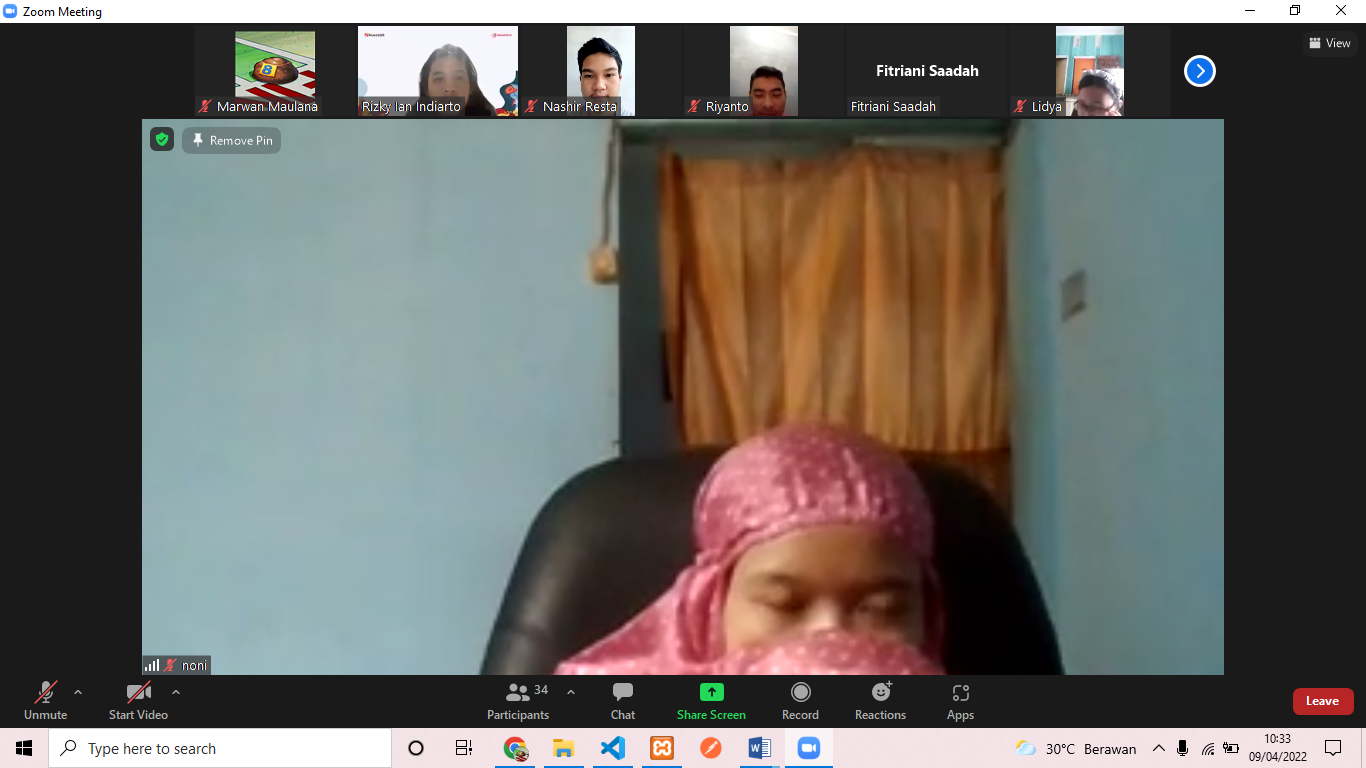 Zoom Meeting
View
8
Marwan Maulana
Rizky Ian Indiarto
Nashir Resta
Riyanto
Fitriani Saadah
Fitriani Saadah
Lidya
Remove Pin
noni
Unmute
Start Video
Participants
34
Chat
Share Screen
Record
Reactions
Apps
Leave
Type here to search
30°C Berawan
10:33
09/04/2022